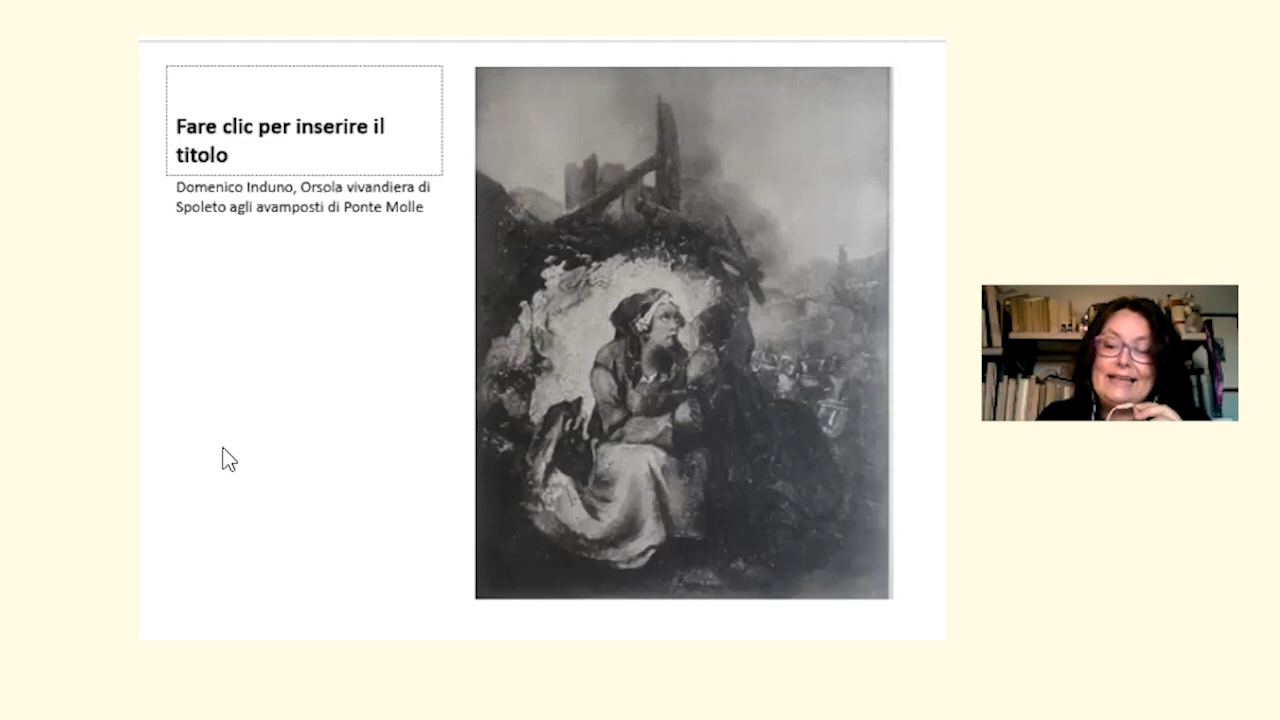 Fare clic per inserire il
titolo
Domenico Induno, Orsola vivandiera di
Spoleto agli avamposti di Ponte Molle